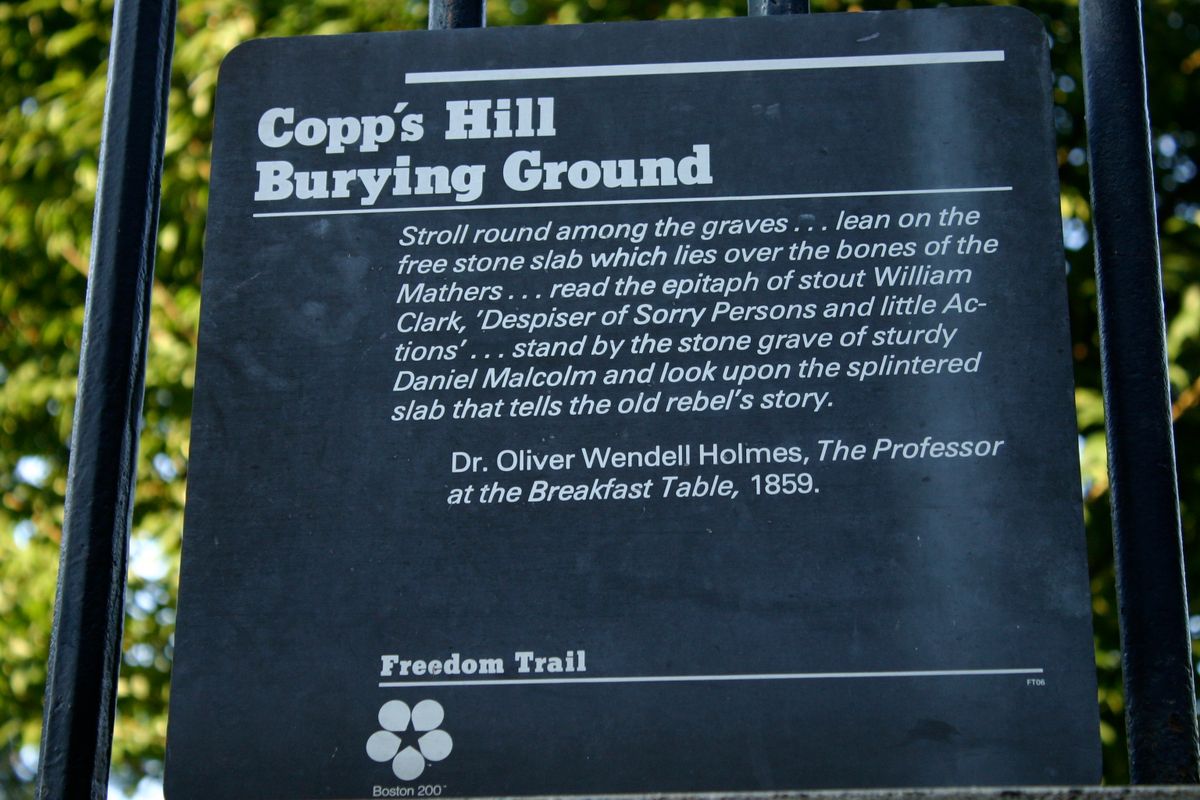 Copp's Hill
Burying Ground
Stroll round among the graves . . . lean on the
free stone slab which lies over the bones of the
Mathers . . . read the epitaph of stout William
Clark, 'Despiser of Sorry Persons and little Ac-
tions' . . . stand by the stone grave of sturdy
Daniel Malcolm and look upon the splintered
slab that tells the old rebel's story.
Dr. Oliver Wendell Holmes, The Professor
at the Breakfast Table, 1859.
Freedom Trail
FT06
Boston 200